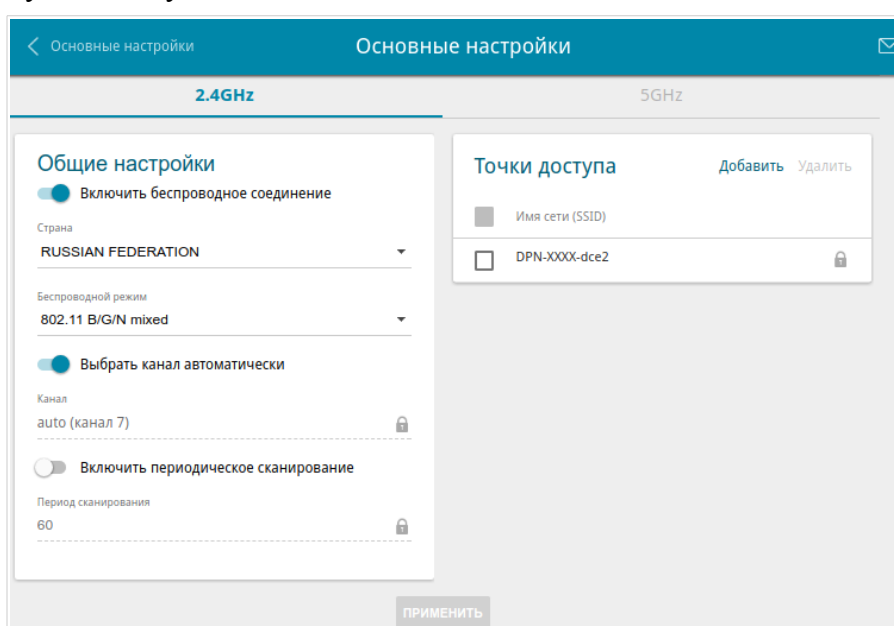 Основные настройки
Основные настройки
2.4GHz
5GHz
Общие настройки
Включить беспроводное соединение
Страна
RUSSIAN FEDERATION
Беспроводной режим
802.11 B/G/N mixed
Выбрать канал автоматически
Канал
auto (канал 7)
Включить периодическое сканирование
Период сканирования
60
Точки доступа
Добавить Удалить
Имя сети (SSID)
DPN-XXXX-dce2
ПРИМЕНИТЬ